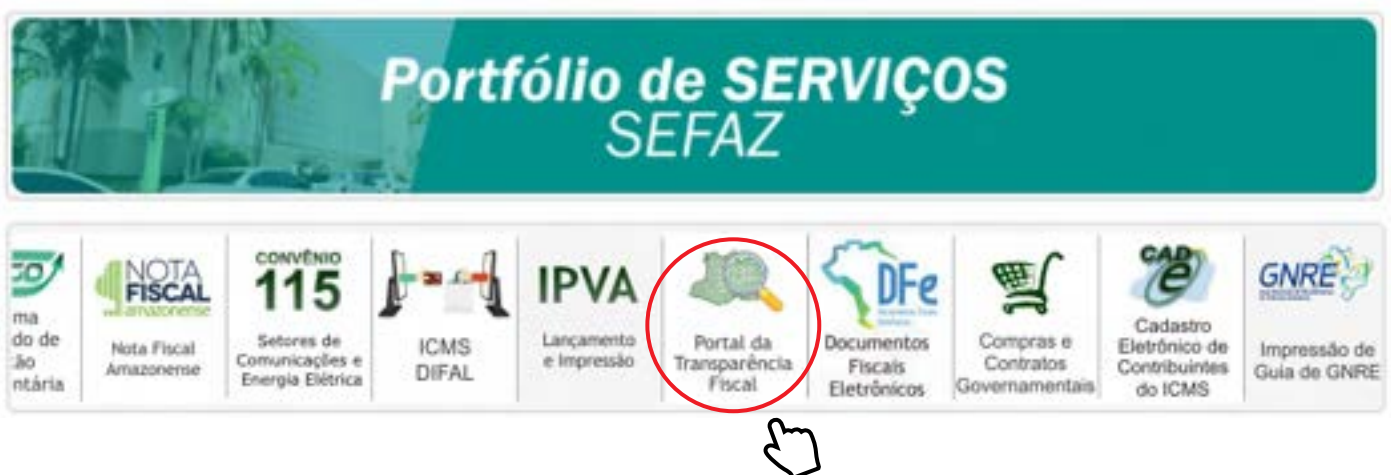 Portfólio de SERVIÇOS
SEFAZ
ma
do de
ão
ntária
NOTA
FISCAL
amazonense
Nota Fiscal
Amazonense
CONVÊNIO
115
Setores de
Comunicações e
Energia Elétrica
ICMS
DIFAL
IPVA
Lançamento
e Impressão
Portal da
Transparência
Fiscal
DFe
Documentos
Fiscais
Eletrônicos
Compras e
Contratos
Governamentais
CAD
e
Cadastro
Eletrônico de
Contribuintes
do ICMS
GNRE
Impressão de
Guia de GNRE